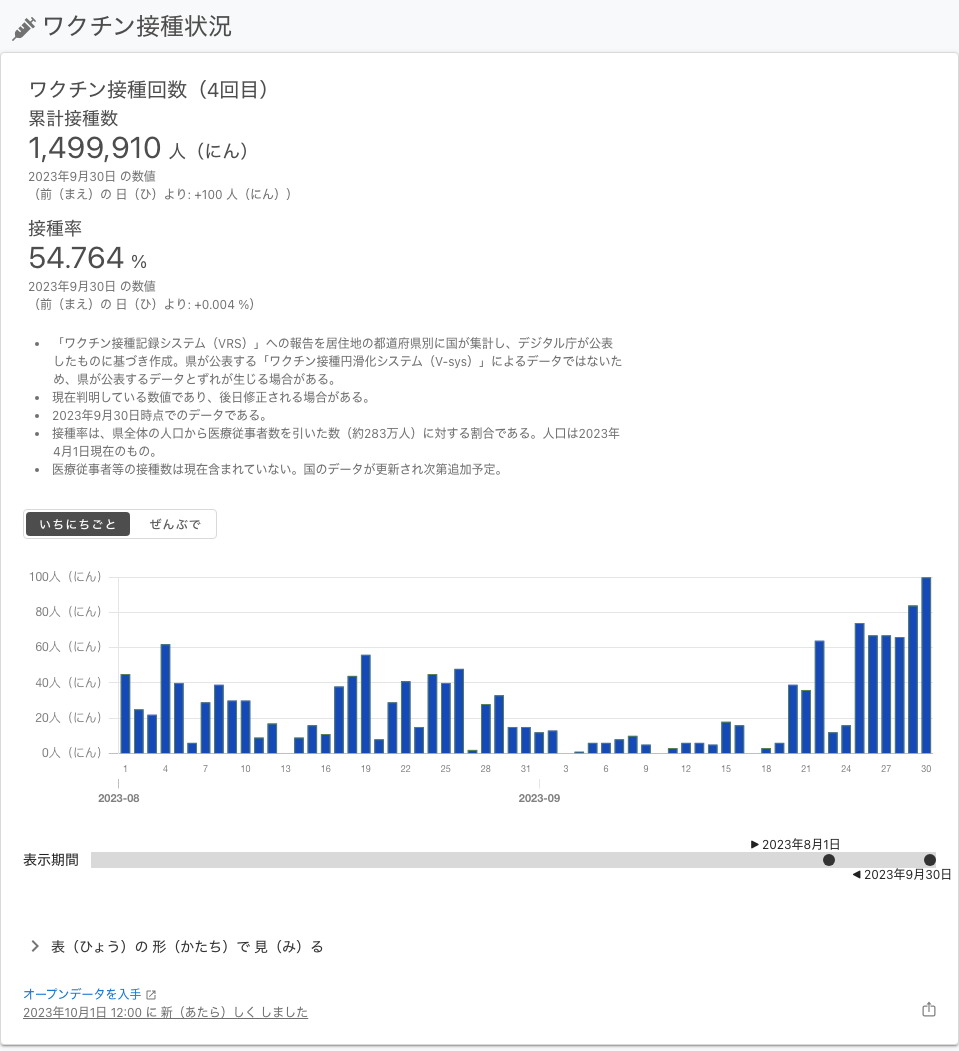 ワクチン接種状況
ワクチン接種回数（4回目）
累計接種数
1,499,910 人（にん）
2023年9月30日 の数値
（前（まえ）の 日（ひ）より: +100 人（にん））
接種率
54.764 %
2023年9月30日 の数値
（前（まえ）の 日（ひ）より: +0.004 %）
• 「ワクチン接種記録システム（VRS）」への報告を居住地の都道府県別に国が集計し、デジタル庁が公表
したものに基づき作成。県が公表する「ワクチン接種円滑化システム（V-sys）」によるデータではないた
め、県が公表するデータとずれが生じる場合がある。
• 現在判明している数値であり、後日修正される場合がある。
• 2023年9月30日時点でのデータである。
• 接種率は、県全体の人口から医療従事者数を引いた数（約283万人）に対する割合である。人口は2023年
4月1日現在のもの。
• 医療従事者等の接種数は現在含まれていない。国のデータが更新され次第追加予定。
いちにちごと ぜんぶで
100人（にん）
80人（にん）
60人（にん）
40人（にん）
20人（にん）
0人（にん）
1 4 7 10 13 16 19 22 25 28 31 3 6 9 12 15 18 21 24 27 30
2023-08 2023-09
▶ 2023年8月1日
表示期間
◀ 2023年9月30日
表（ひょう）の 形（かたち）で 見（み）る
オープンデータを入手
2023年10月1日 12:00 に 新（あたら）しく しました